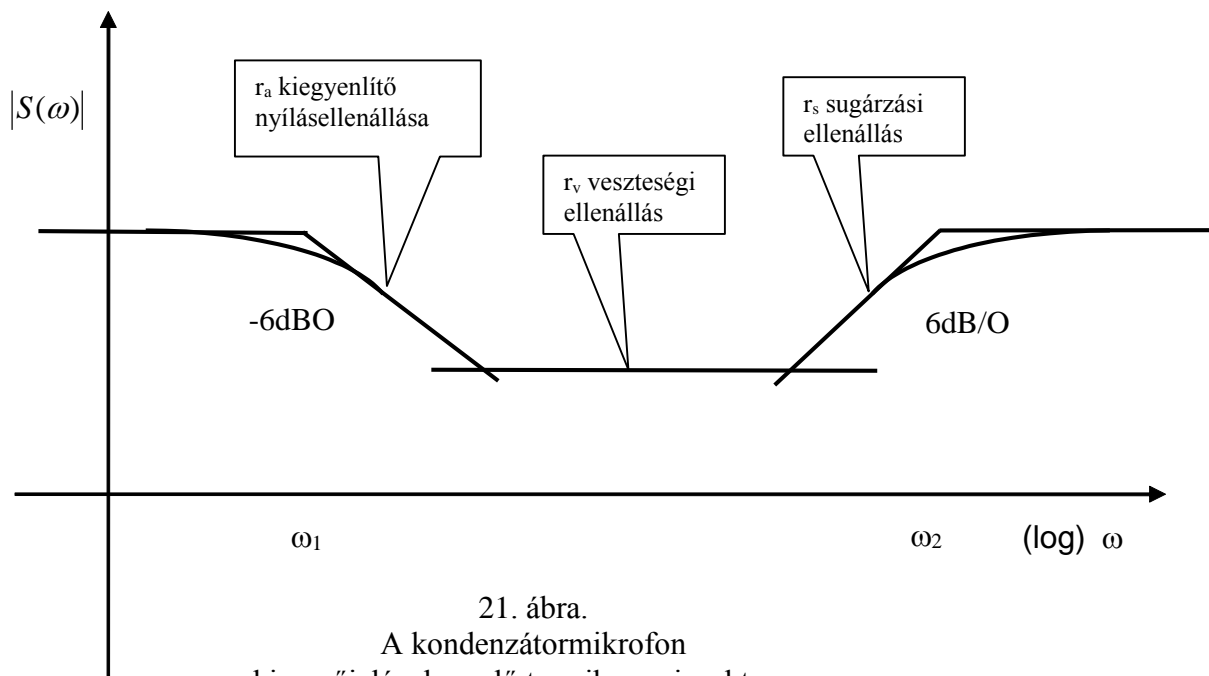 |S(ω)|
rₐ kiegyenlítő
nyílásellenállása
rᵥ veszteségi
ellenállás
rₛ sugárzási
ellenállás
-6dBO
6dB/O
ω₁
ω₂
(log) ω
21. ábra.
A kondenzátormikrofon